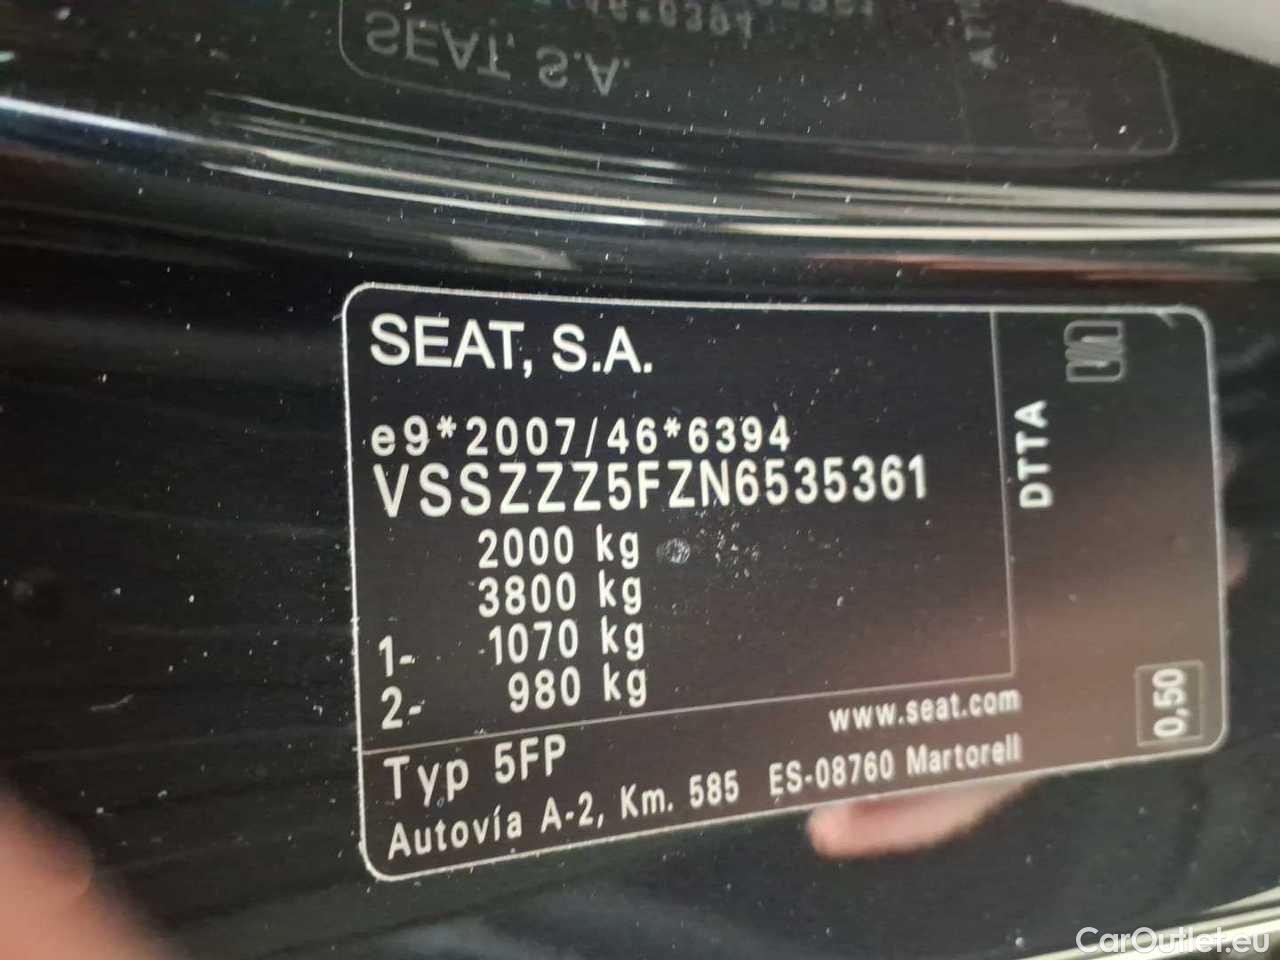 SEAT, S.A.
SEAT, S.A.
e9*2007/46*6394
VSSZZZ5FZN6535361
2000 kg
3800 kg
1- 1070 kg
2- 980 kg
DTTA
0,50
www.seat.com
Typ 5FP
Autovía A-2, Km. 585 ES-08760 Martorell
CarOutlet.eu